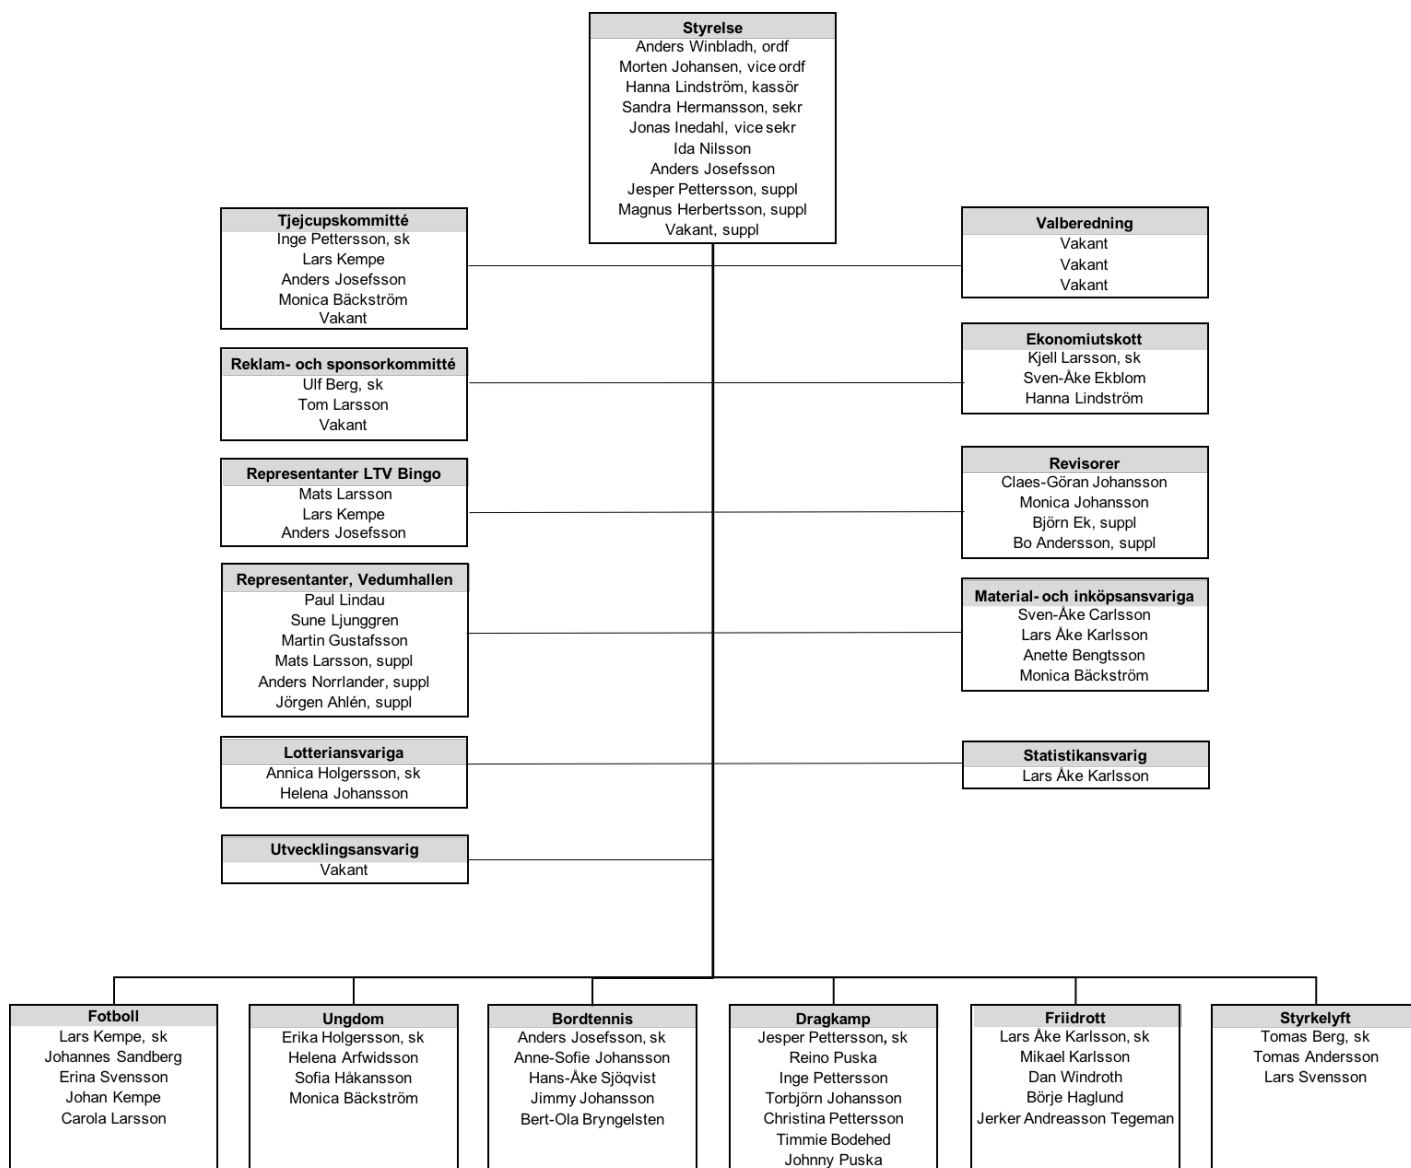 Styrelse
Anders Winbladh, ordf
Morten Johansen, vice ordf
Hanna Lindström, kassör
Sandra Hermansson, sekr
Jonas Inedahl, vice sekr
Ida Nilsson
Anders Josefsson
Jesper Pettersson, suppl
Magnus Herbertsson, suppl
Vakant, suppl
Tjejcupskommitté
Inge Pettersson, sk
Lars Kempe
Anders Josefsson
Monica Bäckström
Vakant
Valberedning
Vakant
Vakant
Vakant
Reklam- och sponsorkommitté
Ulf Berg, sk
Tom Larsson
Vakant
Ekonomiutskott
Kjell Larsson, sk
Sven-Åke Ekblom
Hanna Lindström
Representanter LTV Bingo
Mats Larsson
Lars Kempe
Anders Josefsson
Revisorer
Claes-Göran Johansson
Monica Johansson
Björn Ek, suppl
Bo Andersson, suppl
Representanter, Vedumhallen
Paul Lindau
Sune Ljunggren
Martin Gustafsson
Mats Larsson, suppl
Anders Norrlander, suppl
Jörgen Ahlén, suppl
Material- och inköpsansvariga
Sven-Åke Carlsson
Lars Åke Karlsson
Anette Bengtsson
Monica Bäckström
Lotteriansvariga
Annica Holgersson, sk
Helena Johansson
Statistikansvarig
Lars Åke Karlsson
Utvecklingsansvarig
Vakant
Fotboll
Lars Kempe, sk
Johannes Sandberg
Erina Svensson
Johan Kempe
Carola Larsson
Ungdom
Erika Holgersson, sk
Helena Arfwidsson
Sofia Håkansson
Monica Bäckström
Bordtennis
Anders Josefsson, sk
Anne-Sofie Johansson
Hans-Åke Sjöqvist
Jimmy Johansson
Bert-Ola Bryngelsten
Dragkamp
Jesper Pettersson, sk
Reino Puska
Inge Pettersson
Torbjörn Johansson
Christina Pettersson
Timmie Bodehed
Johnny Puska
Friidrott
Lars Åke Karlsson, sk
Mikael Karlsson
Dan Windroth
Börje Haglund
Jerker Andreasson Tegeman
Styrkelyft
Tomas Berg, sk
Tomas Andersson
Lars Svensson